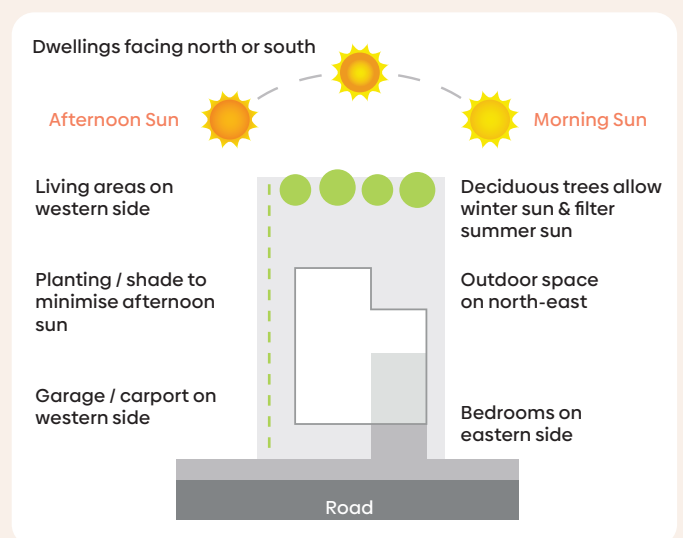 Dwellings facing north or south
Afternoon Sun
Morning Sun
Living areas on
western side
Deciduous trees allow
winter sun & filter
summer sun
Planting / shade to
minimise afternoon
sun
Outdoor space
on north-east
Garage / carport on
western side
Bedrooms on
eastern side
Road